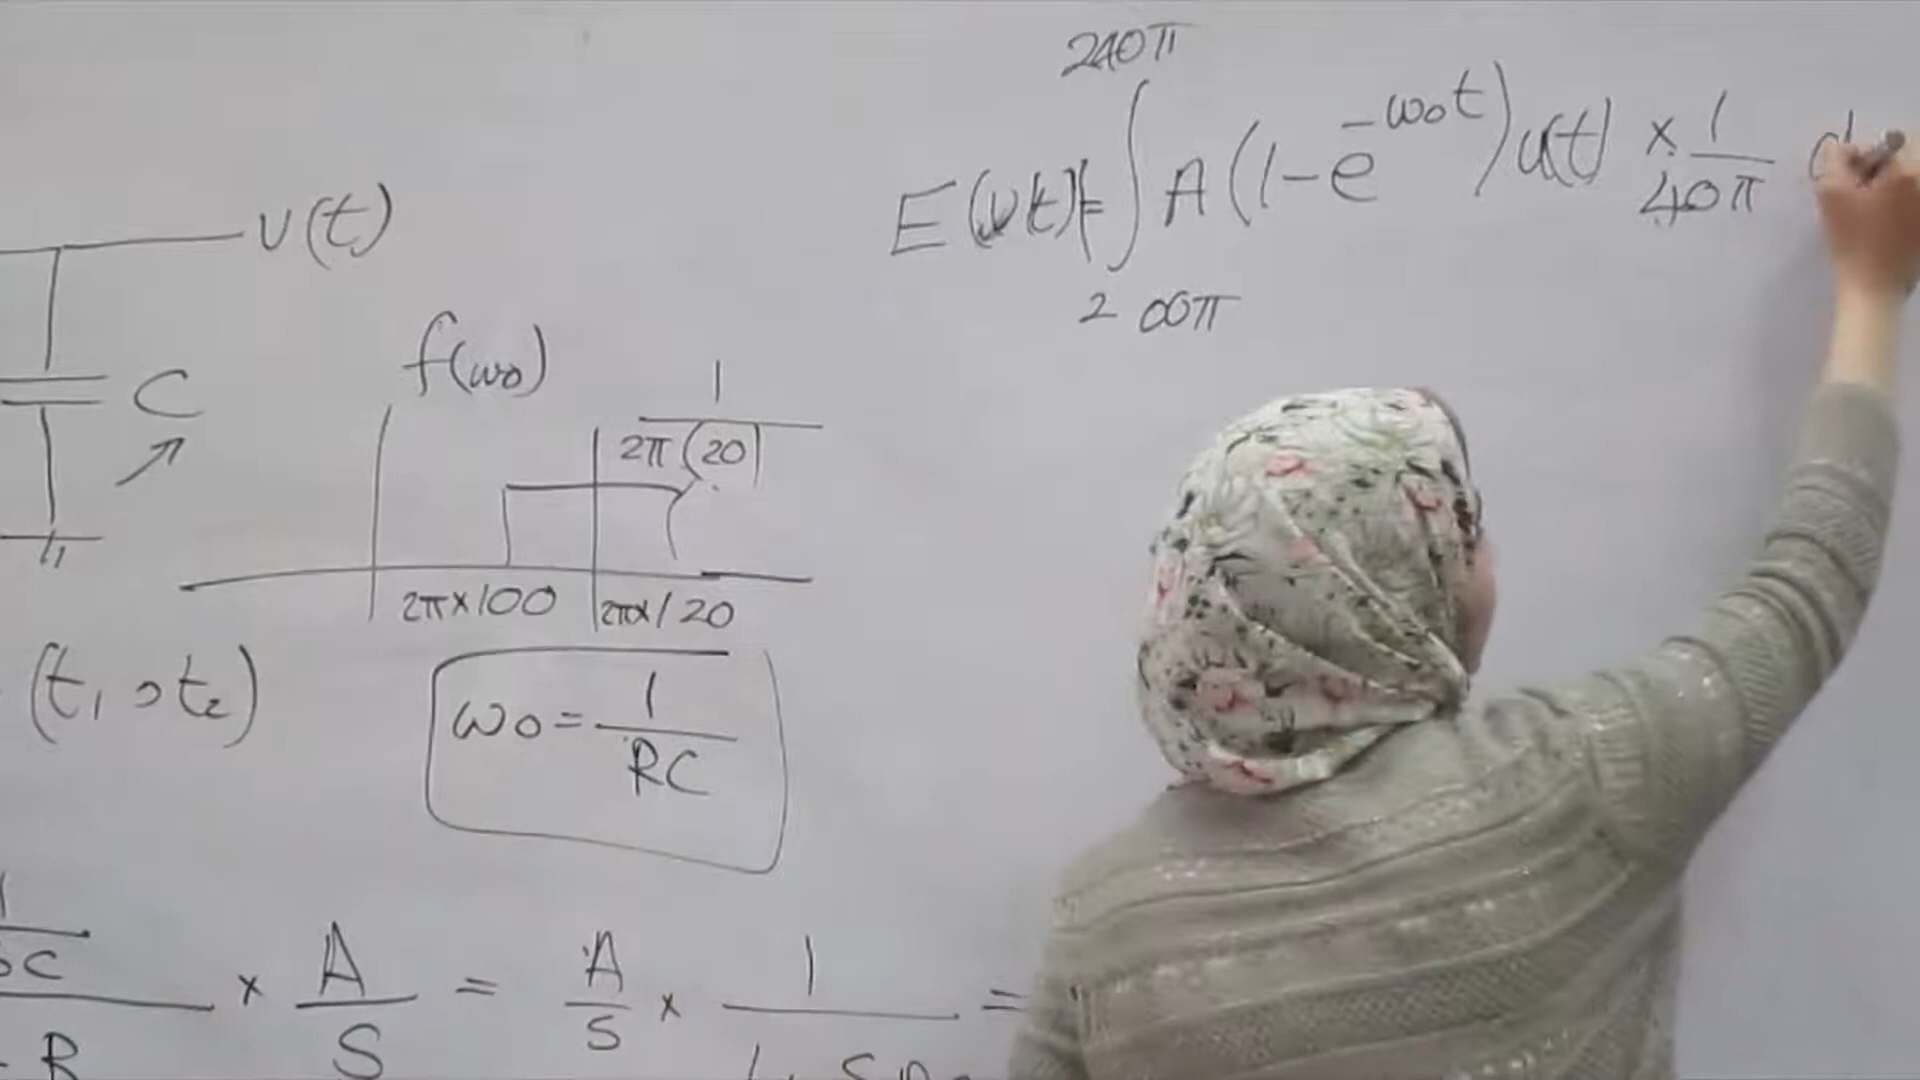 240π
E(v(t)) = ∫ A(1-e^{-ω₀t})u(t) × 1/40π
200π
v(t)
C
f(ω₀)
1/2π(20)
2π×100 2π×120
(t₁, t₂)
ω₀ = 1/RC
× A/S = A/S × 1/ =